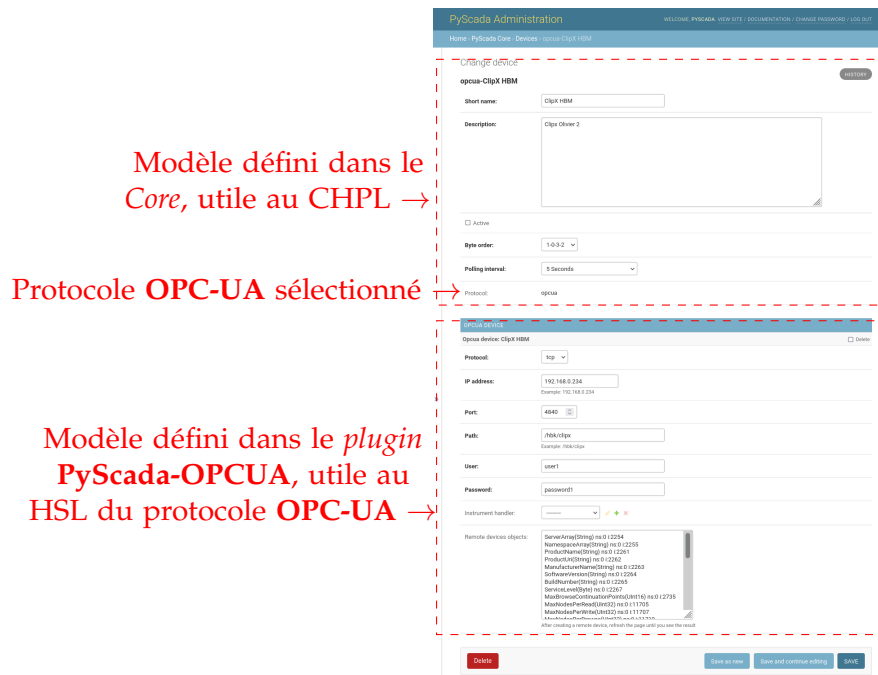 PyScada Administration
WELCOME, PYSCADA. VIEW SITE / DOCUMENTATION / CHANGE PASSWORD / LOG OUT
Home › PyScada Core › Devices › opcua-ClipX HBM
Change device
HISTORY
opcua-ClipX HBM
Short name: ClipX HBM
Description: Clipx Olivier 2
Modèle défini dans le
Core, utile au CHPL →
Active
Byte order: 1-0-3-2
Polling interval: 5 Seconds
Protocole OPC-UA sélectionné
Protocol: opcua
OPCUA DEVICE
Opcua device: ClipX HBM
Delete
Protocol: tcp
IP address: 192.168.0.234
Example: 192.168.0.234
Port: 4840
Path: /hbk/clipx
Example: /hbk/clipx
Modèle défini dans le plugin
PyScada-OPCUA, utile au
HSL du protocole OPC-UA →
User: user1
Password: password1
Instrument handler: -------
Remote devices objects:
ServerArray(String) ns:0 i:2254
NamespaceArray(String) ns:0 i:2255
ProductName(String) ns:0 i:2261
ProductUri(String) ns:0 i:2262
ManufacturerName(String) ns:0 i:2263
SoftwareVersion(String) ns:0 i:2264
BuildNumber(String) ns:0 i:2265
ServiceLevel(Byte) ns:0 i:2267
MaxBrowseContinuationPoints(UInt16) ns:0 i:2735
MaxNodesPerRead(UInt32) ns:0 i:11705
MaxNodesPerWrite(UInt32) ns:0 i:11707
After creating a remote device, refresh the page until you see the result
Delete
Save as new
Save and continue editing
SAVE